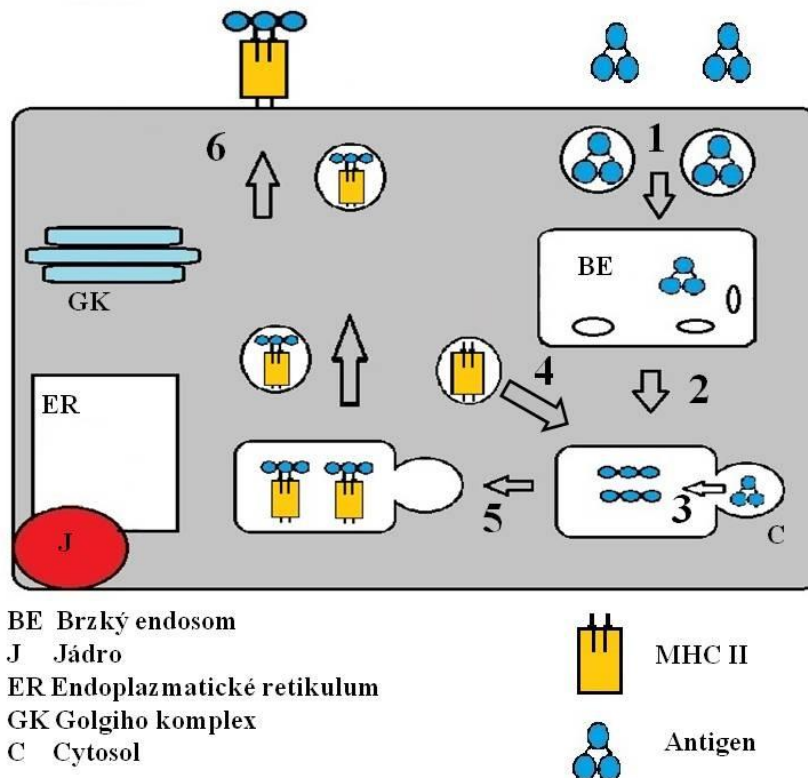 6
1
BE
GK
4
2
ER
3
5
C
J
BE Brzký endosom
J Jádro
ER Endoplazmatické retikulum
GK Golgiho komplex
C Cytosol
MHC II
Antigen